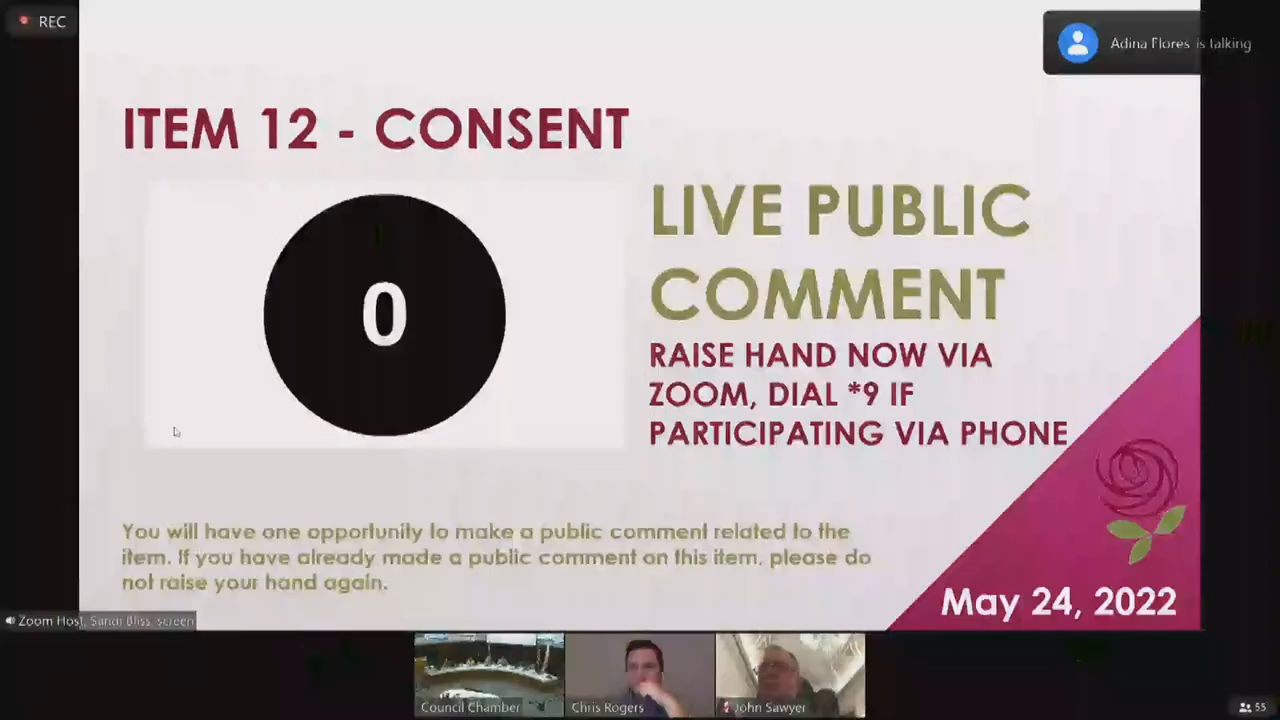 REC
Adina Flores is talking
ITEM 12 - CONSENT
0
LIVE PUBLIC
COMMENT
RAISE HAND NOW VIA
ZOOM, DIAL *9 IF
PARTICIPATING VIA PHONE
You will have one opportunity to make a public comment related to the
item. If you have already made a public comment on this item, please do
not raise your hand again.
May 24, 2022
Zoom Host, Sandi Bliss, screen
Council Chamber
Chris Rogers
John Sawyer
55